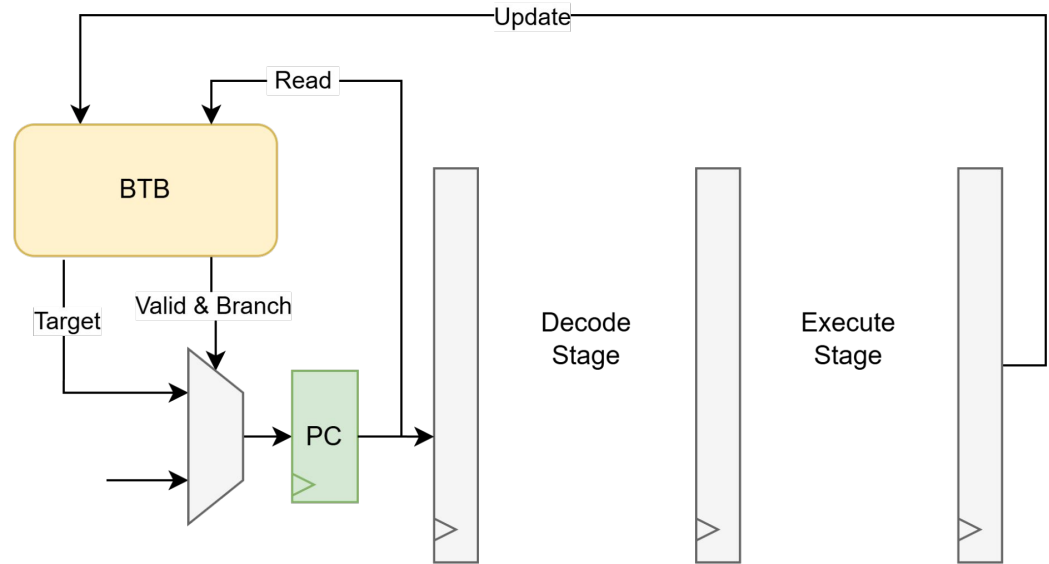 Update
Read
BTB
Valid & Branch
Target
Decode
Stage
Execute
Stage
PC